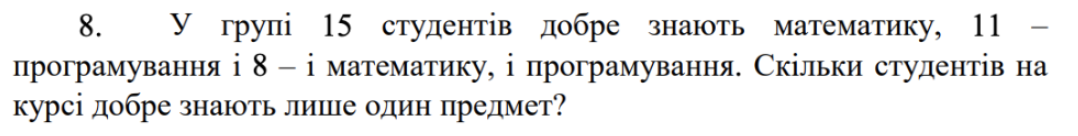 8. У групі 15 студентів добре знають математику, 11 –
програмування і 8 – і математику, і програмування. Скільки студентів на
курсі добре знають лише один предмет?